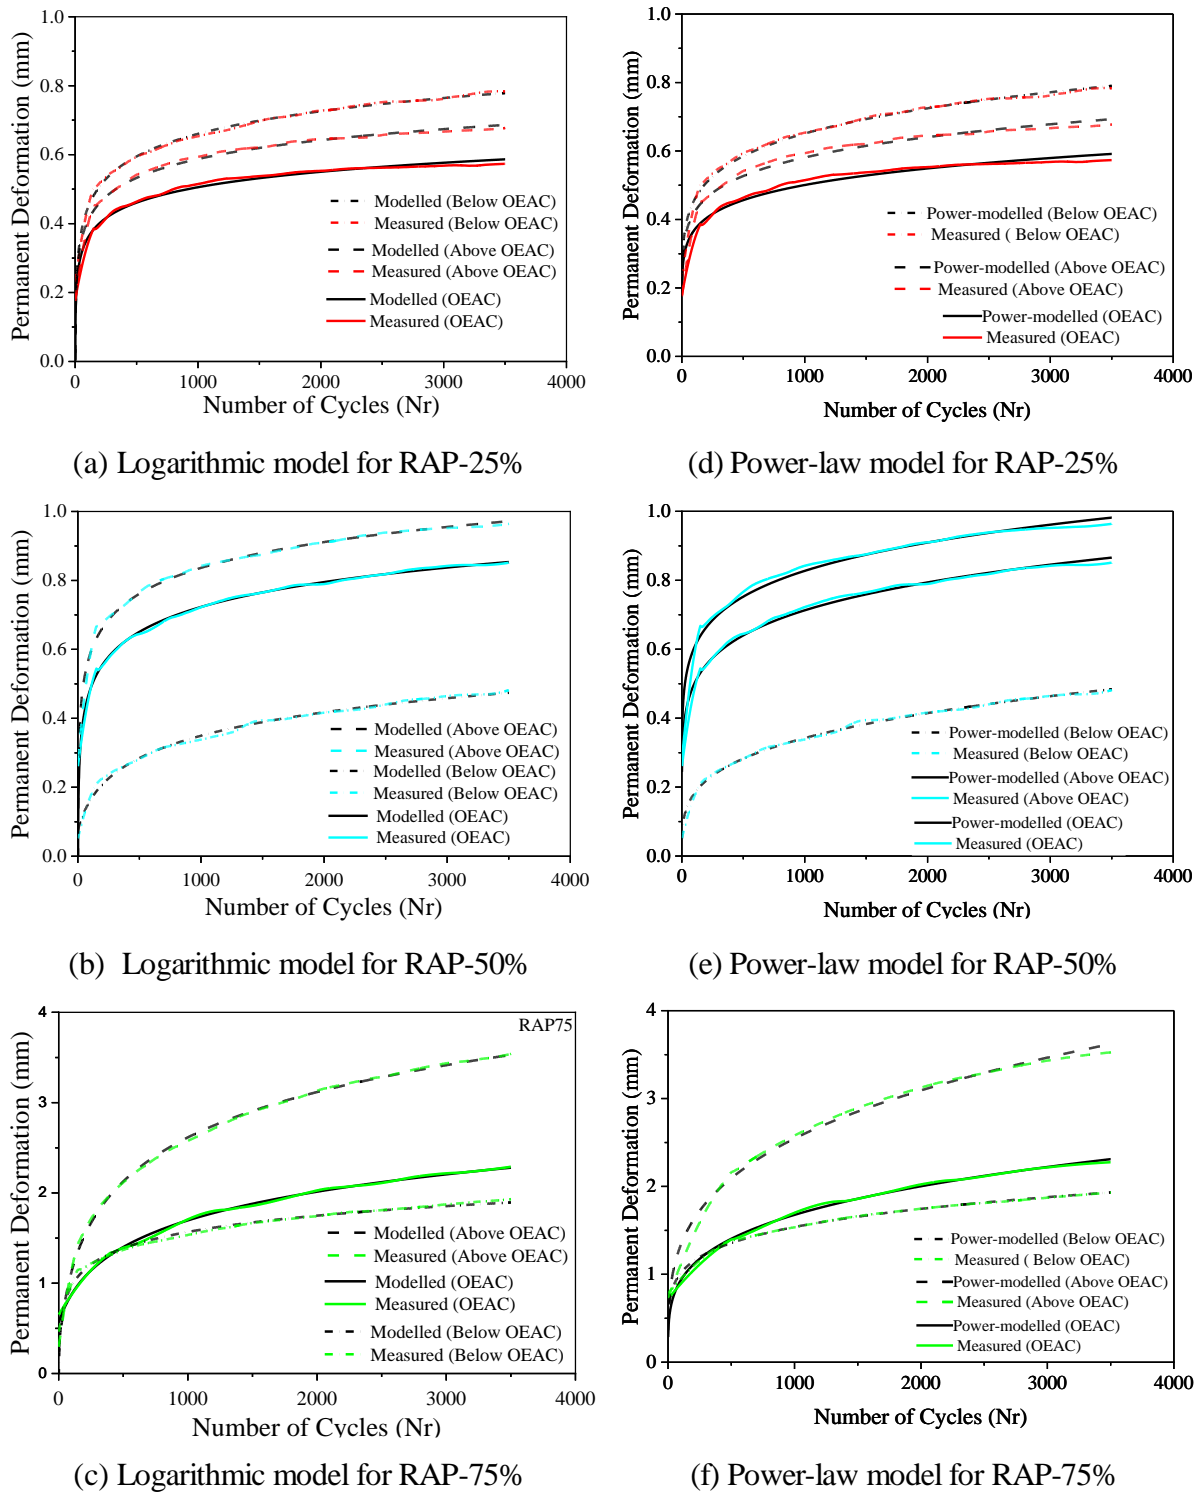 1.0
0.8
0.6
0.4
0.2
0.0
Permanent Deformation (mm)
Modelled (Below OEAC)
Measured (Below OEAC)
Modelled (Above OEAC)
Measured (Above OEAC)
Modelled (OEAC)
Measured (OEAC)
0 1000 2000 3000 4000
Number of Cycles (Nr)
(a) Logarithmic model for RAP-25%
1.0
0.8
0.6
0.4
0.2
0.0
Permanent Deformation (mm)
Power-modelled (Below OEAC)
Measured ( Below OEAC)
Power-modelled (Above OEAC)
Measured (Above OEAC)
Power-modelled (OEAC)
Measured (OEAC)
0 1000 2000 3000 4000
Number of Cycles (Nr)
(d) Power-law model for RAP-25%
1.0
0.8
0.6
0.4
0.2
0.0
Permanent Deformation (mm)
Modelled (Above OEAC)
Measured (Above OEAC)
Modelled (Below OEAC)
Measured (Below OEAC)
Modelled (OEAC)
Measured (OEAC)
0 1000 2000 3000 4000
Number of Cycles (Nr)
(b) Logarithmic model for RAP-50%
1.0
0.8
0.6
0.4
0.2
0.0
Permanent Deformation (mm)
Power-modelled (Below OEAC)
Measured (Below OEAC)
Power-modelled (Above OEAC)
Measured (Above OEAC)
Power-modelled (OEAC)
Measured (OEAC)
0 1000 2000 3000 4000
Number of Cycles (Nr)
(e) Power-law model for RAP-50%
4
3
2
1
0
Permanent Deformation (mm)
RAP75
Modelled (Above OEAC)
Measured (Above OEAC)
Modelled (OEAC)
Measured (OEAC)
Modelled (Below OEAC)
Measured (Below OEAC)
0 1000 2000 3000 4000
Number of Cycles (Nr)
(c) Logarithmic model for RAP-75%
4
3
2
1
0
Permanent Deformation (mm)
Power-modelled (Below OEAC)
Measured ( Below OEAC)
Power-modelled (Above OEAC)
Measured (Above OEAC)
Power-modelled (OEAC)
Measured (OEAC)
0 1000 2000 3000 4000
Number of Cycles (Nr)
(f) Power-law model for RAP-75%